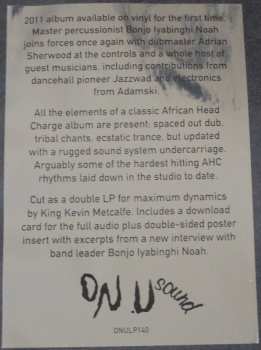 2011 album available on vinyl for the first time.
Master percussionist Bonjo Iyabinghi Noah
joins forces once again with dubmaster Adrian
Sherwood at the controls and a whole host of
guest musicians, including contributions from
dancehall pioneer Jazzwad and electronics
from Adamski.
All the elements of a classic African Head
Charge album are present: spaced out dub,
tribal chants, ecstatic trance, but updated
with a rugged sound system undercarriage.
Arguably some of the hardest hitting AHC
rhythms laid down in the studio to date.
Cut as a double LP for maximum dynamics
by King Kevin Metcalfe. Includes a download
card for the full audio plus double-sided poster
insert with excerpts from a new interview with
band leader Bonjo Iyabinghi Noah.
ON.U Sound
ONULP140